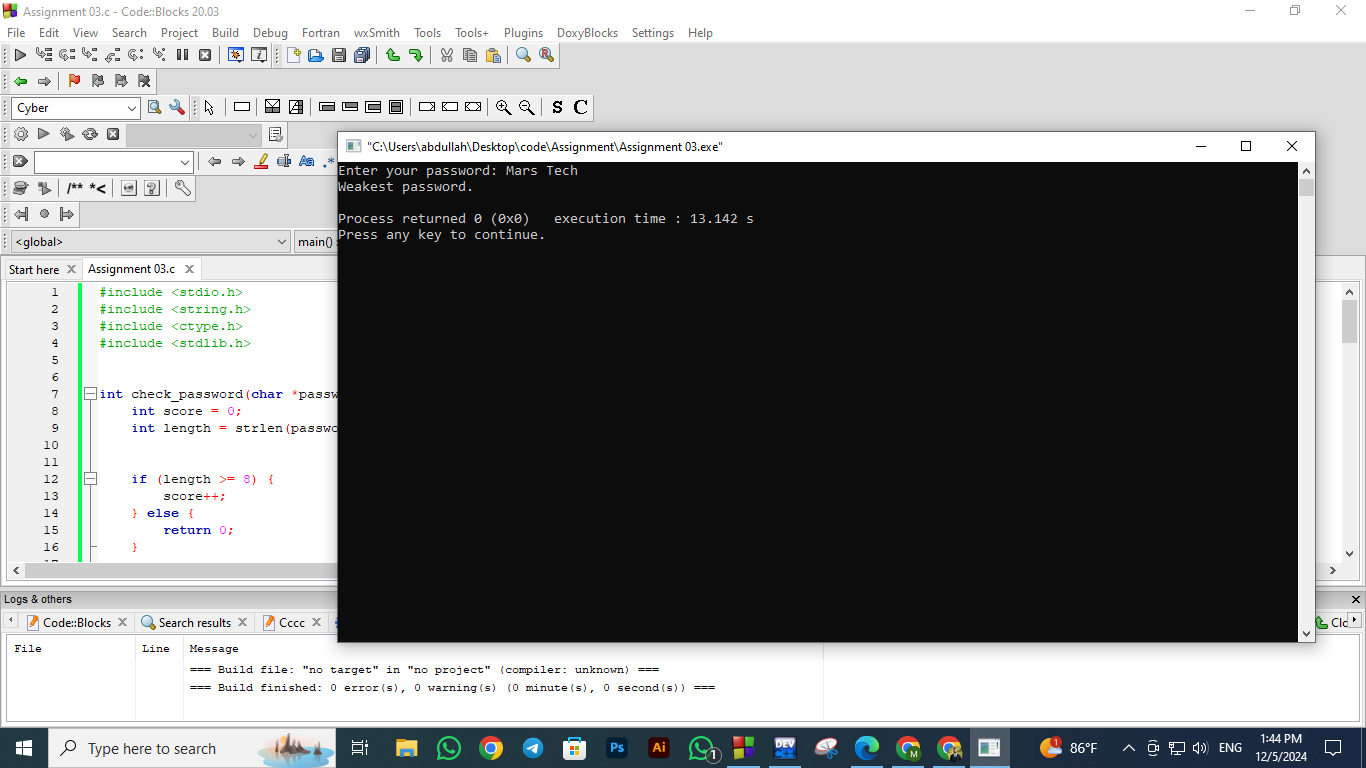 Assignment 03.c - Code::Blocks 20.03
File Edit View Search Project Build Debug Fortran wxSmith Tools Tools+ Plugins DoxyBlocks Settings Help
Cyber
S C
Aa .*
/** *<
<global>
main()
Start here
Assignment 03.c
1 #include <stdio.h>
2 #include <string.h>
3 #include <ctype.h>
4 #include <stdlib.h>
5
6
7 int check_password(char *passw
8 int score = 0;
9 int length = strlen(passwo
10
11
12 if (length >= 8) {
13 score++;
14 } else {
15 return 0;
16 }
"C:\Users\abdullah\Desktop\code\Assignment\Assignment 03.exe"
Enter your password: Mars Tech
Weakest password.
Process returned 0 (0x0) execution time : 13.142 s
Press any key to continue.
Logs & others
Code::Blocks
Search results
Cccc
Clo
File Line Message
=== Build file: "no target" in "no project" (compiler: unknown) ===
=== Build finished: 0 error(s), 0 warning(s) (0 minute(s), 0 second(s)) ===
Type here to search
Ps
Ai
1
DEV
M
1
86°F
ENG
1:44 PM
12/5/2024